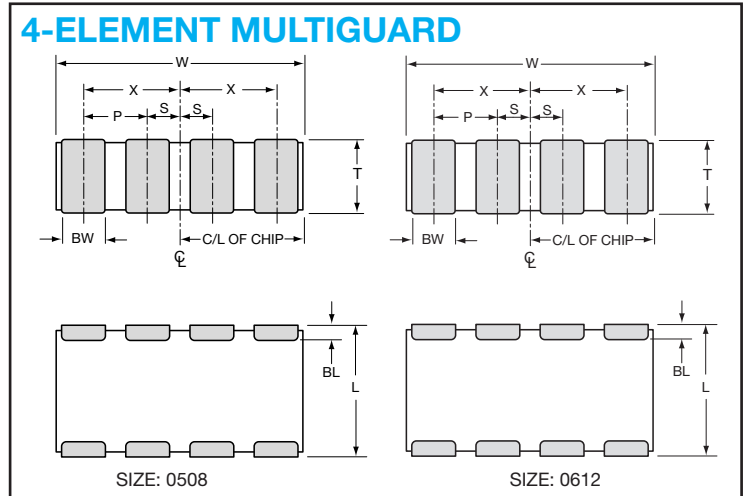 4-ELEMENT MULTIGUARD
W
X X
P S S
T
BW
C/L OF CHIP
℄
BL
L
SIZE: 0508
W
X X
P S S
T
BW
C/L OF CHIP
℄
BL
L
SIZE: 0612